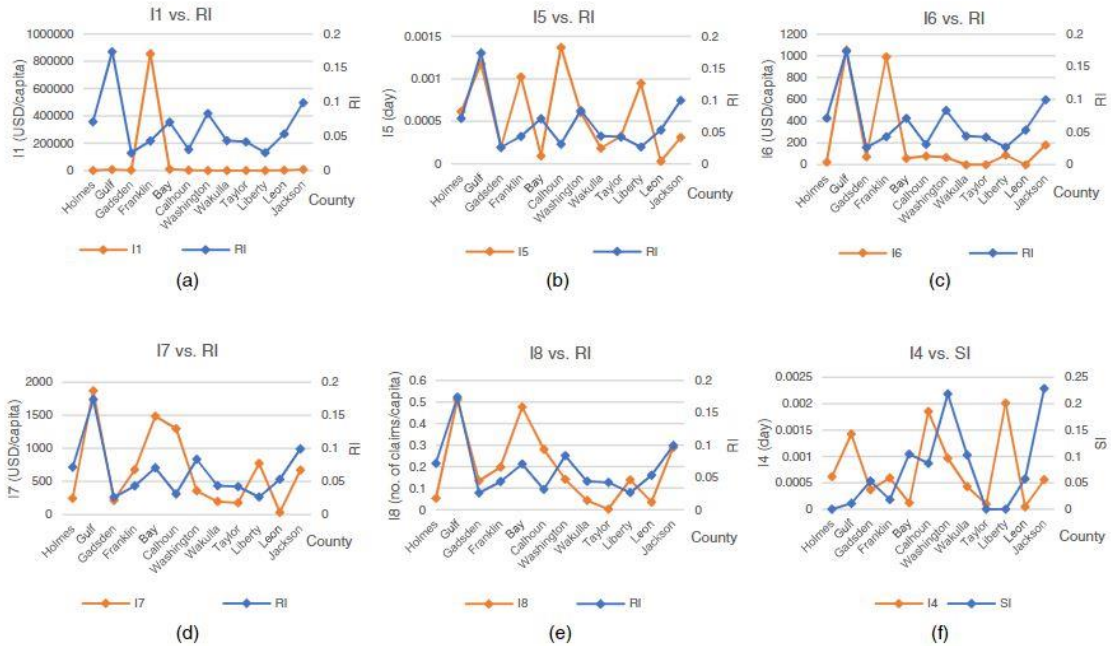 I1 vs. RI
I1 (USD/capita)
1000000
800000
600000
400000
200000
0
0.2
0.15
0.1
0.05
0
RI
Holmes
Gulf
Gadsden
Franklin
Bay
Calhoun
Washington
Wakulla
Taylor
Liberty
Leon
Jackson
County
I1
RI
(a)
I5 vs. RI
I5 (day)
0.0015
0.001
0.0005
0
0.2
0.15
0.1
0.05
0
RI
Holmes
Gulf
Gadsden
Franklin
Bay
Calhoun
Washington
Wakulla
Taylor
Liberty
Leon
Jackson
County
I5
RI
(b)
I6 vs. RI
I6 (USD/capita)
1200
1000
800
600
400
200
0
0.2
0.15
0.1
0.05
0
RI
Holmes
Gulf
Gadsden
Franklin
Bay
Calhoun
Washington
Wakulla
Taylor
Liberty
Leon
Jackson
County
I6
RI
(c)
I7 vs. RI
I7 (USD/capita)
2000
1500
1000
500
0
0.2
0.15
0.1
0.05
0
RI
Holmes
Gulf
Gadsden
Franklin
Bay
Calhoun
Washington
Wakulla
Taylor
Liberty
Leon
Jackson
County
I7
RI
(d)
I8 vs. RI
I8 (no. of claims/capita)
0.6
0.5
0.4
0.3
0.2
0.1
0
0.2
0.15
0.1
0.05
0
RI
Holmes
Gulf
Gadsden
Franklin
Bay
Calhoun
Washington
Wakulla
Taylor
Liberty
Leon
Jackson
County
I8
RI
(e)
I4 vs. SI
I4 (day)
0.0025
0.002
0.0015
0.001
0.0005
0
0.25
0.2
0.15
0.1
0.05
0
SI
Holmes
Gulf
Gadsden
Franklin
Bay
Calhoun
Washington
Wakulla
Taylor
Liberty
Leon
Jackson
County
I4
SI
(f)